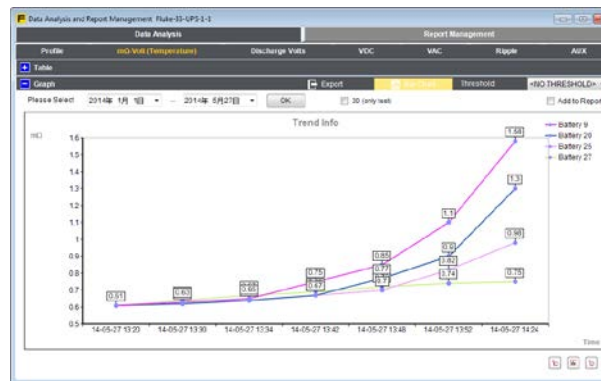 Data Analysis and Report Management Fluke-3S-UPS-1-1
Data Analysis Report Management
Profile mΩ-Volt (Temperature) Discharge Volts VDC VAC Ripple AUX
Table
Graph Export Threshold <NO THRESHOLD>
Please Select 2014年 1月 1日 — 2014年 5月27日 OK 3D (only leaf) Add to Report
Trend Info
mΩ
Battery 9
Battery 20
Battery 25
Battery 27
1.6
1.5
1.4
1.3
1.2
1.1
1
0.9
0.8
0.7
0.6
0.5
1.58
1.3
1.1
0.98
0.9
0.85
0.82
0.77
0.75
0.75
0.74
0.71
0.67
0.65
0.63
0.61
14-05-27 13:20 14-05-27 13:30 14-05-27 13:34 14-05-27 13:42 14-05-27 13:48 14-05-27 13:52 14-05-27 14:24
Time